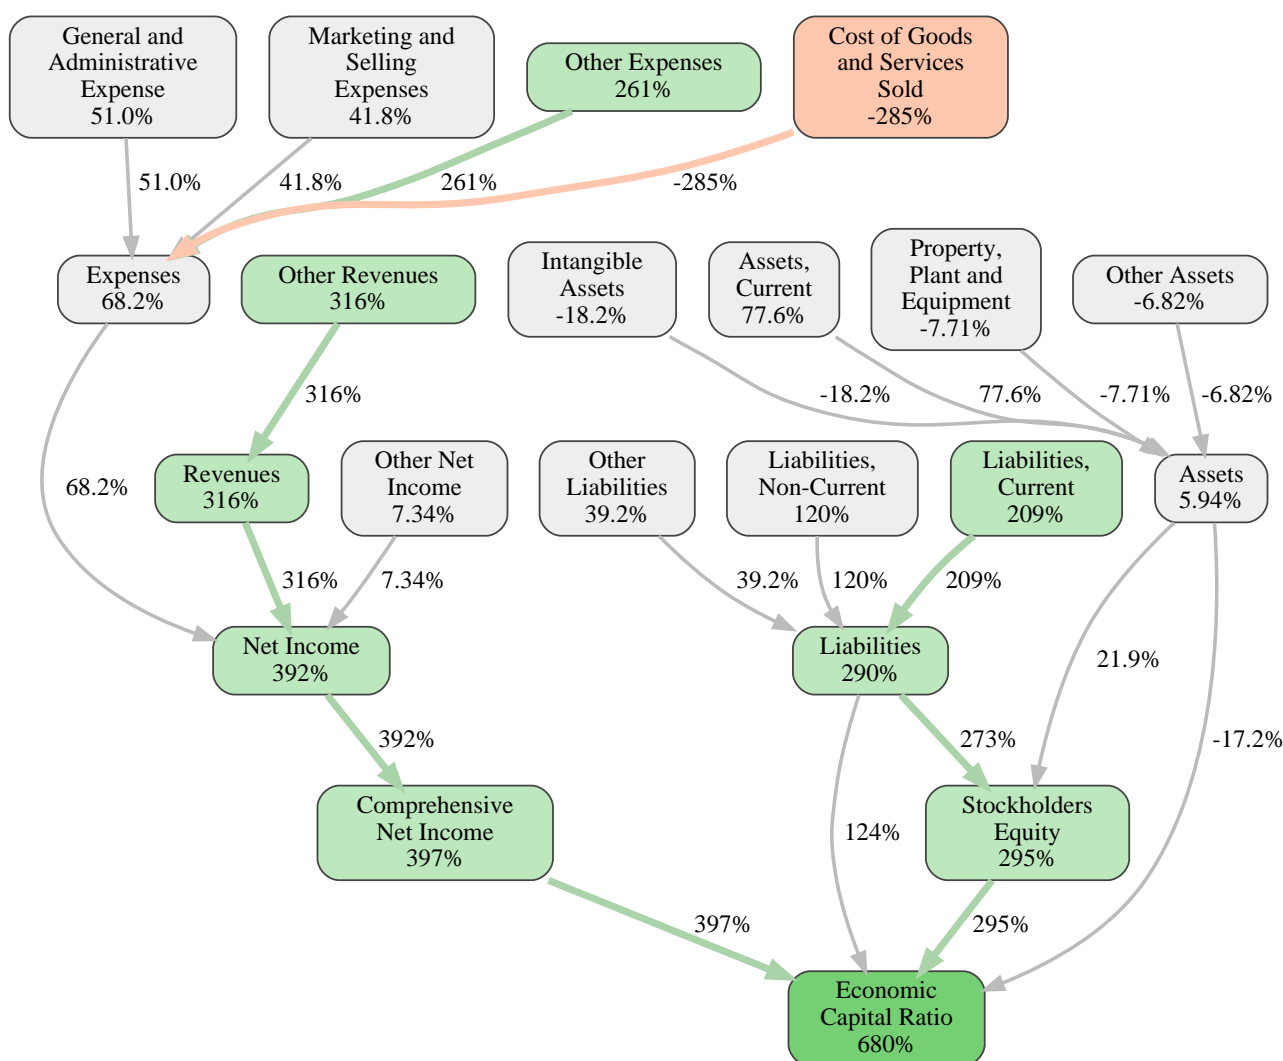 General and
Administrative
Expense
51.0%
Marketing and
Selling
Expenses
41.8%
Other Expenses
261%
Cost of Goods
and Services
Sold
-285%
51.0%
41.8%
261%
-285%
Expenses
68.2%
Other Revenues
316%
Intangible
Assets
-18.2%
Assets,
Current
77.6%
Property,
Plant and
Equipment
-7.71%
Other Assets
-6.82%
316%
-18.2%
77.6%
-7.71%
-6.82%
68.2%
Revenues
316%
Other Net
Income
7.34%
Other
Liabilities
39.2%
Liabilities,
Non-Current
120%
Liabilities,
Current
209%
Assets
5.94%
316%
7.34%
39.2%
120%
209%
Net Income
392%
Liabilities
290%
21.9%
392%
273%
-17.2%
Comprehensive
Net Income
397%
124%
Stockholders
Equity
295%
397%
295%
Economic
Capital Ratio
680%